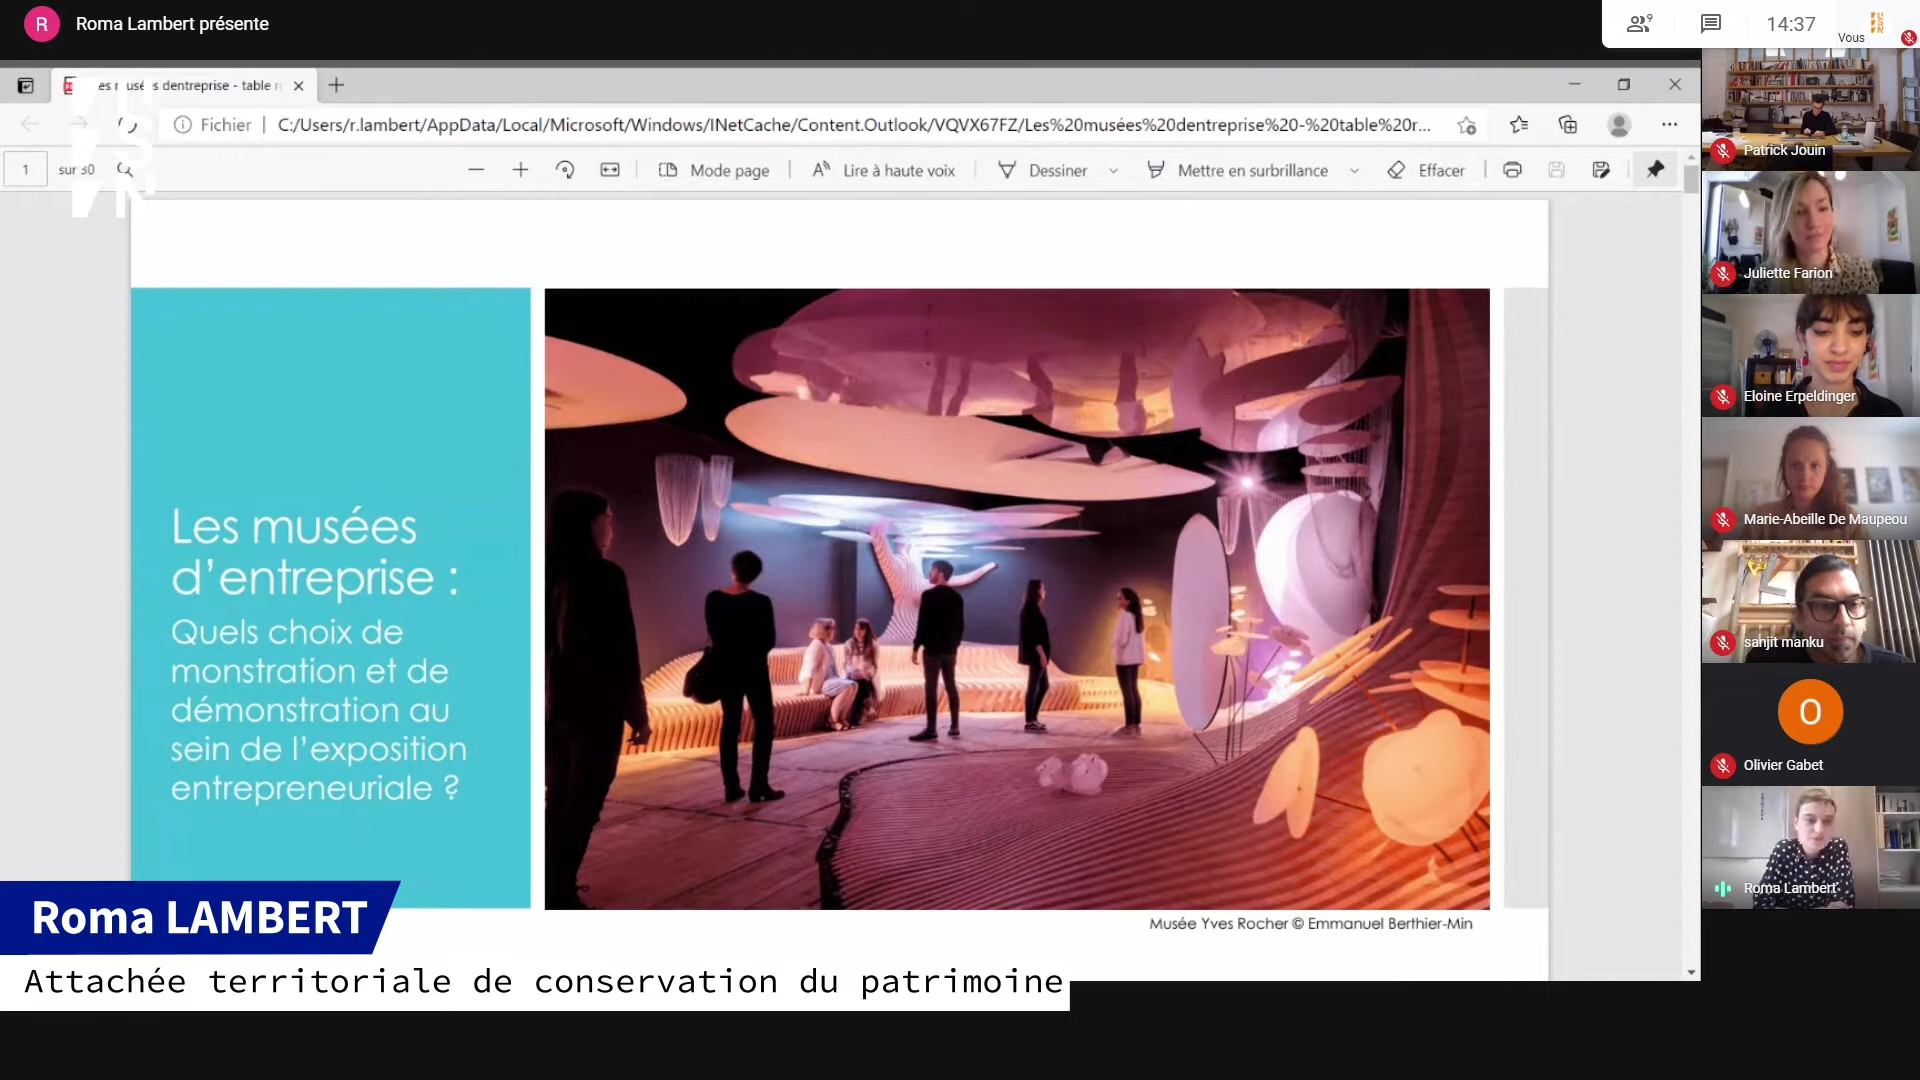 R
Roma Lambert présente
9
14:37
Vous
musées dentreprise - table r
Fichier
C:/Users/r.lambert/AppData/Local/Microsoft/Windows/INetCache/Content.Outlook/VQVX67FZ/Les%20musées%20dentreprise%20-%20table%20r...
1
sur 30
Mode page
Lire à haute voix
Dessiner
Mettre en surbrillance
Effacer
Les musées
d'entreprise :
Quels choix de
monstration et de
démonstration au
sein de l'exposition
entrepreneuriale ?
Musée Yves Rocher © Emmanuel Berthier-Min
Roma LAMBERT
Attachée territoriale de conservation du patrimoine
Patrick Jouin
Juliette Farion
Eloine Erpeldinger
Marie-Abeille De Maupeou
sanjit manku
O
Olivier Gabet
Roma Lambert